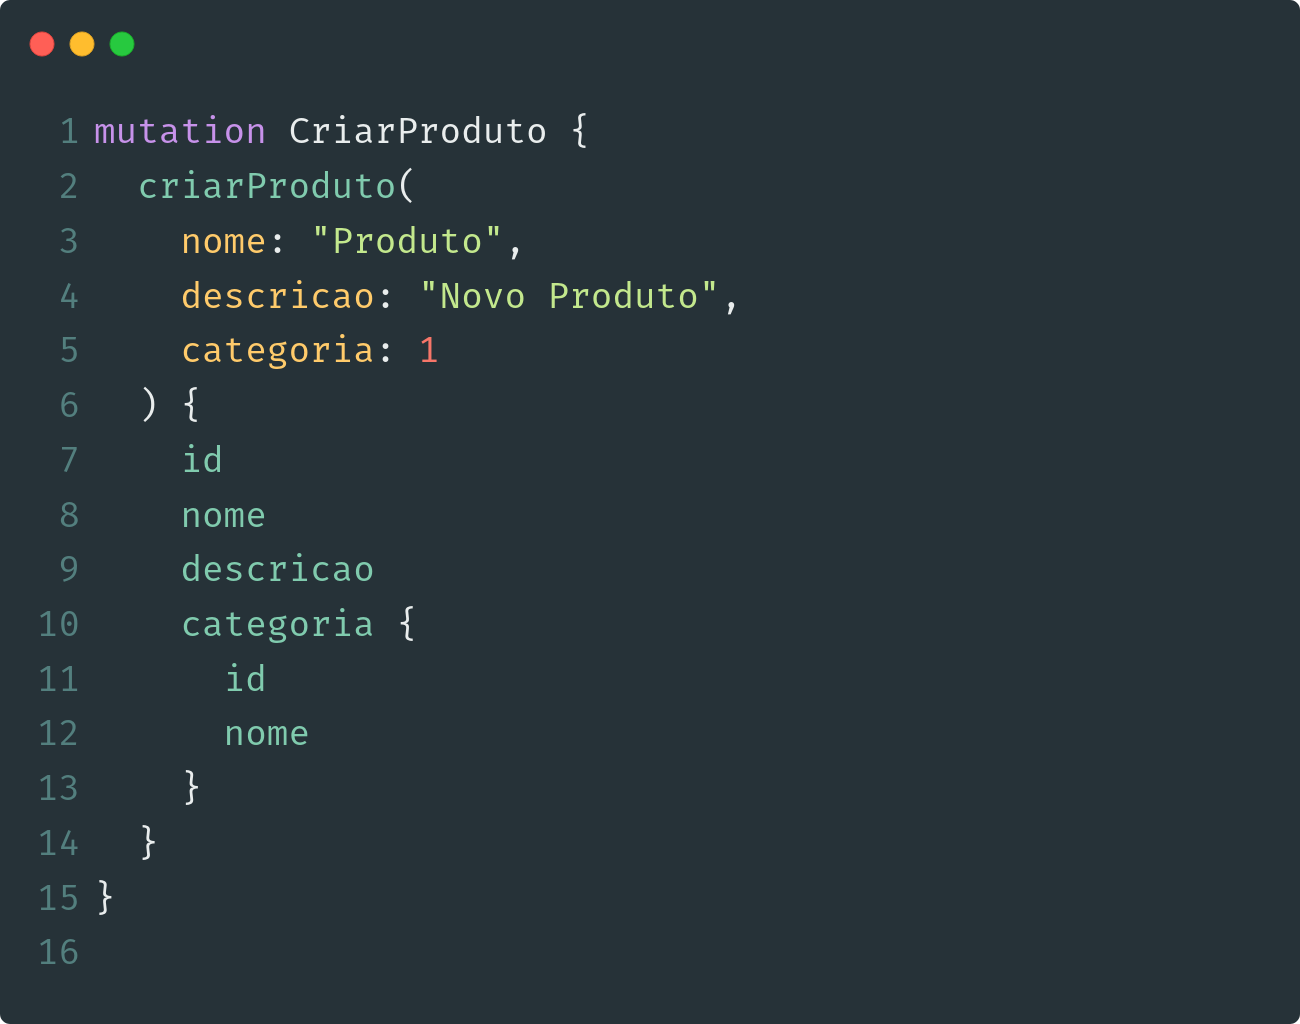 1 mutation CriarProduto {
2   criarProduto(
3     nome: "Produto",
4     descricao: "Novo Produto",
5     categoria: 1
6   ) {
7     id
8     nome
9     descricao
10     categoria {
11       id
12       nome
13     }
14   }
15 }
16